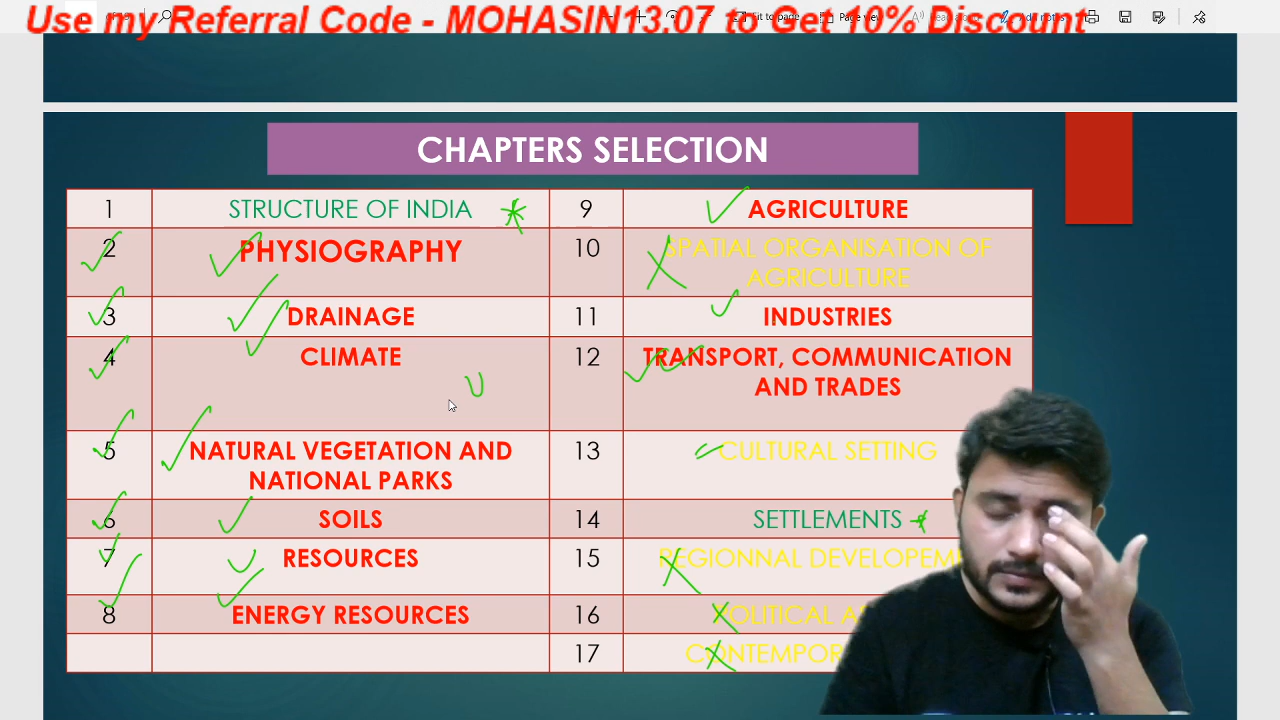 Use my Referral Code - MOHASIN13.07 to Get 10% Discount
CHAPTERS SELECTION
1 STRUCTURE OF INDIA 9 AGRICULTURE
2 PHYSIOGRAPHY 10 SPATIAL ORGANISATION OF
AGRICULTURE
3 DRAINAGE 11 INDUSTRIES
4 CLIMATE 12 TRANSPORT, COMMUNICATION
AND TRADES
5 NATURAL VEGETATION AND 13 CULTURAL SETTING
NATIONAL PARKS
6 SOILS 14 SETTLEMENTS
7 RESOURCES 15 REGIONNAL
8 ENERGY RESOURCES 16
17